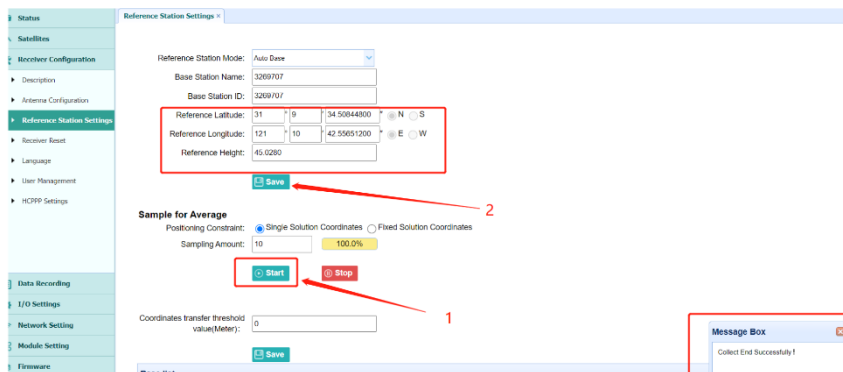 Status
Satellites
Receiver Configuration
Description
Antenna Configuration
Reference Station Settings
Receiver Reset
Language
User Management
HCPPP Settings
Data Recording
I/O Settings
Network Setting
Module Setting
Firmware
Reference Station Settings ×
Reference Station Mode: Auto Base
Base Station Name: 3269707
Base Station ID: 3269707
Reference Latitude: 31 ° 9 ' 34.50844800 " N S
Reference Longitude: 121 ° 10 ' 42.55651200 " E W
Reference Height: 45.0280
Save
2
Sample for Average
Positioning Constraint: Single Solution Coordinates Fixed Solution Coordinates
Sampling Amount: 10 100.0%
Start Stop
1
Coordinates transfer threshold
value(Meter): 0
Save
Message Box
Collect End Successfully!